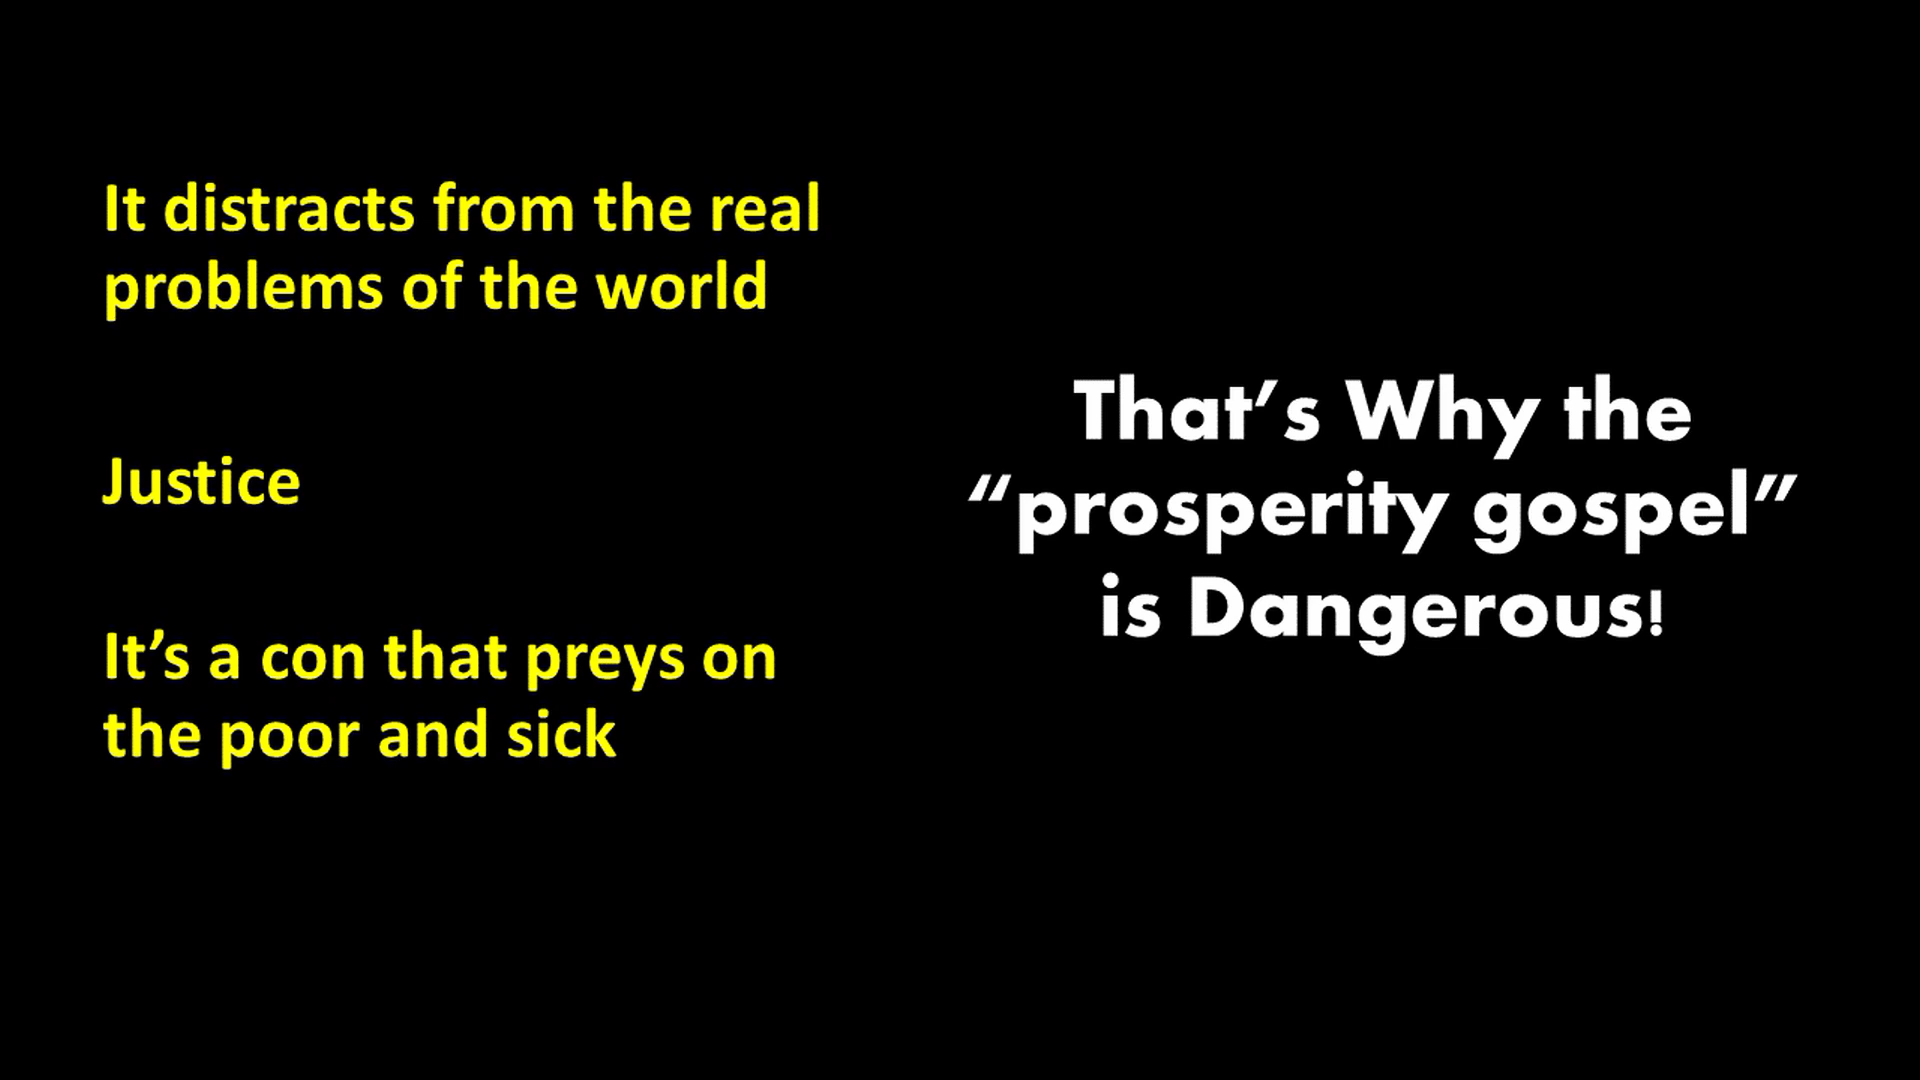 It distracts from the real
problems of the world
Justice
It’s a con that preys on
the poor and sick
That’s Why the
“prosperity gospel”
is Dangerous!